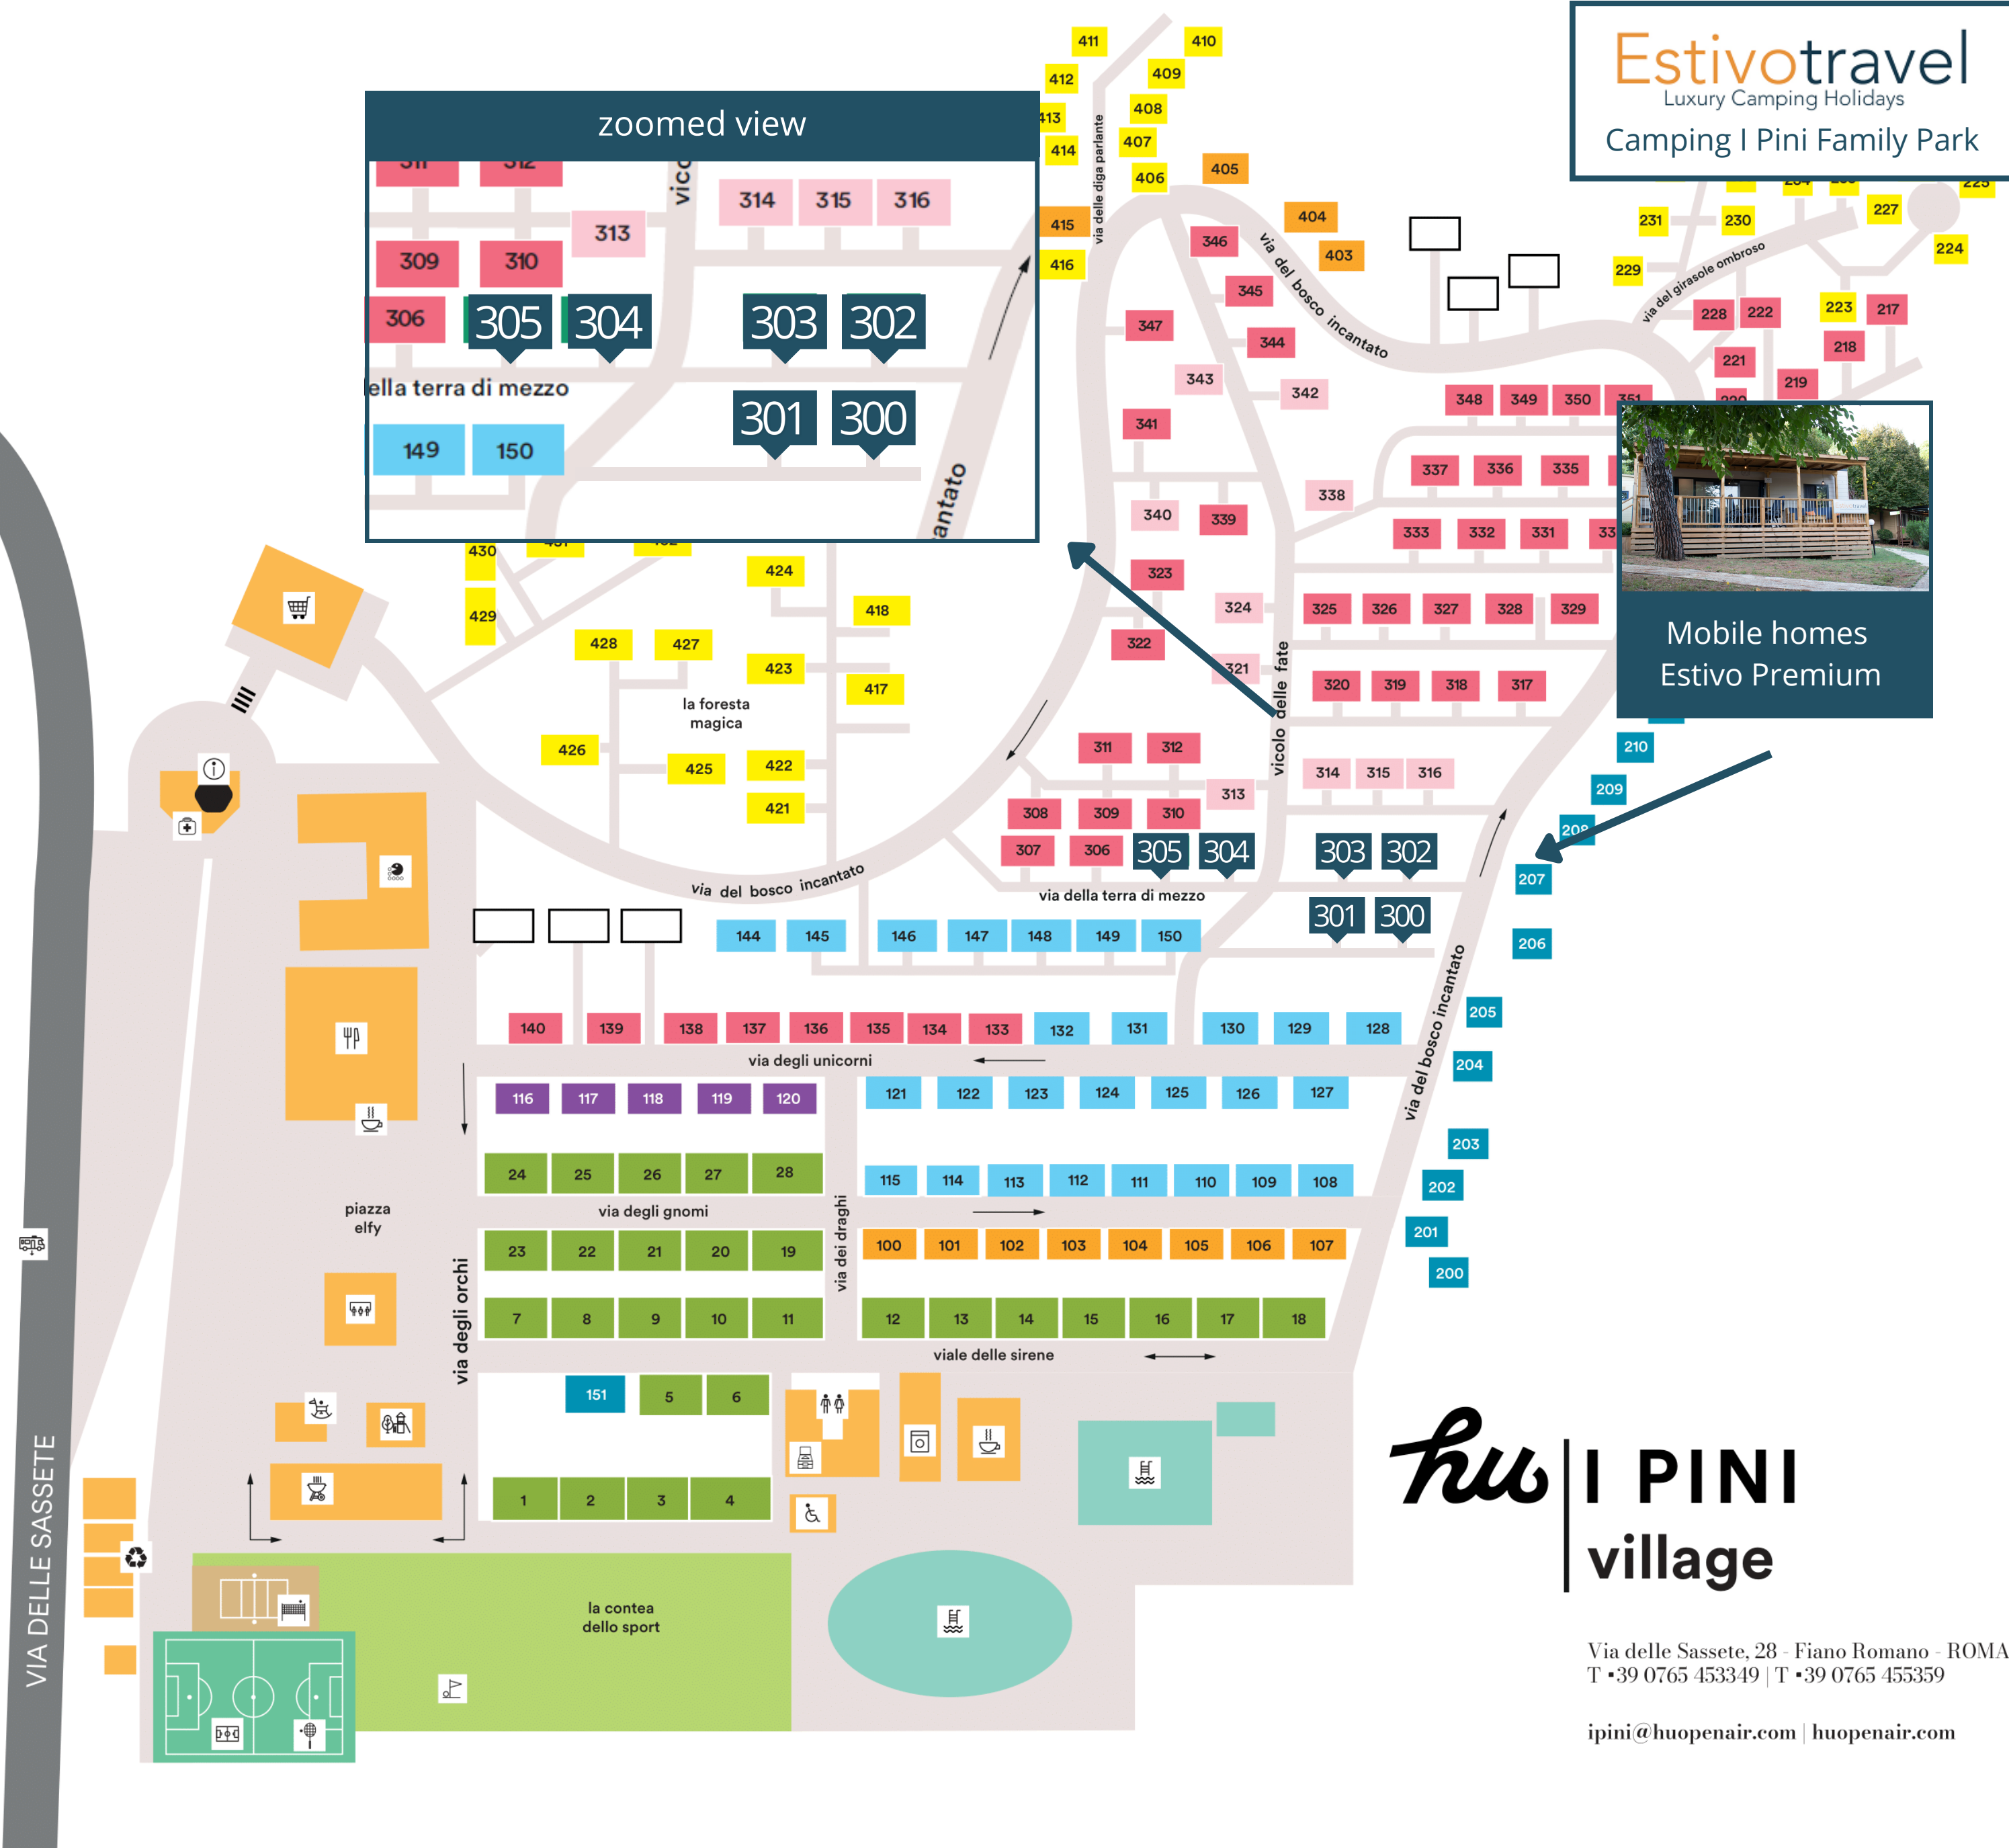 Estivotravel
Luxury Camping Holidays
Camping I Pini Family Park
zoomed view
311 312
vico
314 315 316
313
309 310
306 305 304 303 302
ella terra di mezzo
301 300
149 150
antato
411 410
412 409
413 408
414 407
406
via delle diga parlante
405
415 404
416 403
346
via del bosco incantato
345
347 344
343 342
341
340 339
338
323
324
322 321
231 230 227 225
229 224
via del girasole ombroso
228 222 223 217
221 218
219
220
348 349 350 351
337 336 335
333 332 331 33
325 326 327 328 329
320 319 318 317
vicolo delle fate
Mobile homes
Estivo Premium
430 431 432
429
424
418
428 427
423
417
la foresta
magica
426 425 422
421
via del bosco incantato
311 312
313
314 315 316
308 309 310
307 306 305 304 303 302
via della terra di mezzo
301 300
210
209
208
207
206
205
204
203
202
201
200
via del bosco incantato
144 145 146 147 148 149 150
140 139 138 137 136 135 134 133 132 131 130 129 128
via degli unicorni
116 117 118 119 120 121 122 123 124 125 126 127
24 25 26 27 28 115 114 113 112 111 110 109 108
piazza
elfy
via degli gnomi
via dei draghi
23 22 21 20 19 100 101 102 103 104 105 106 107
via degli orchi
7 8 9 10 11 12 13 14 15 16 17 18
viale delle sirene
151 5 6
1 2 3 4
la contea
dello sport
VIA DELLE SASSETE
hu I PINI
village
Via delle Sassete, 28 - Fiano Romano - ROMA
T +39 0765 453349 | T +39 0765 455359
ipini@huopenair.com | huopenair.com